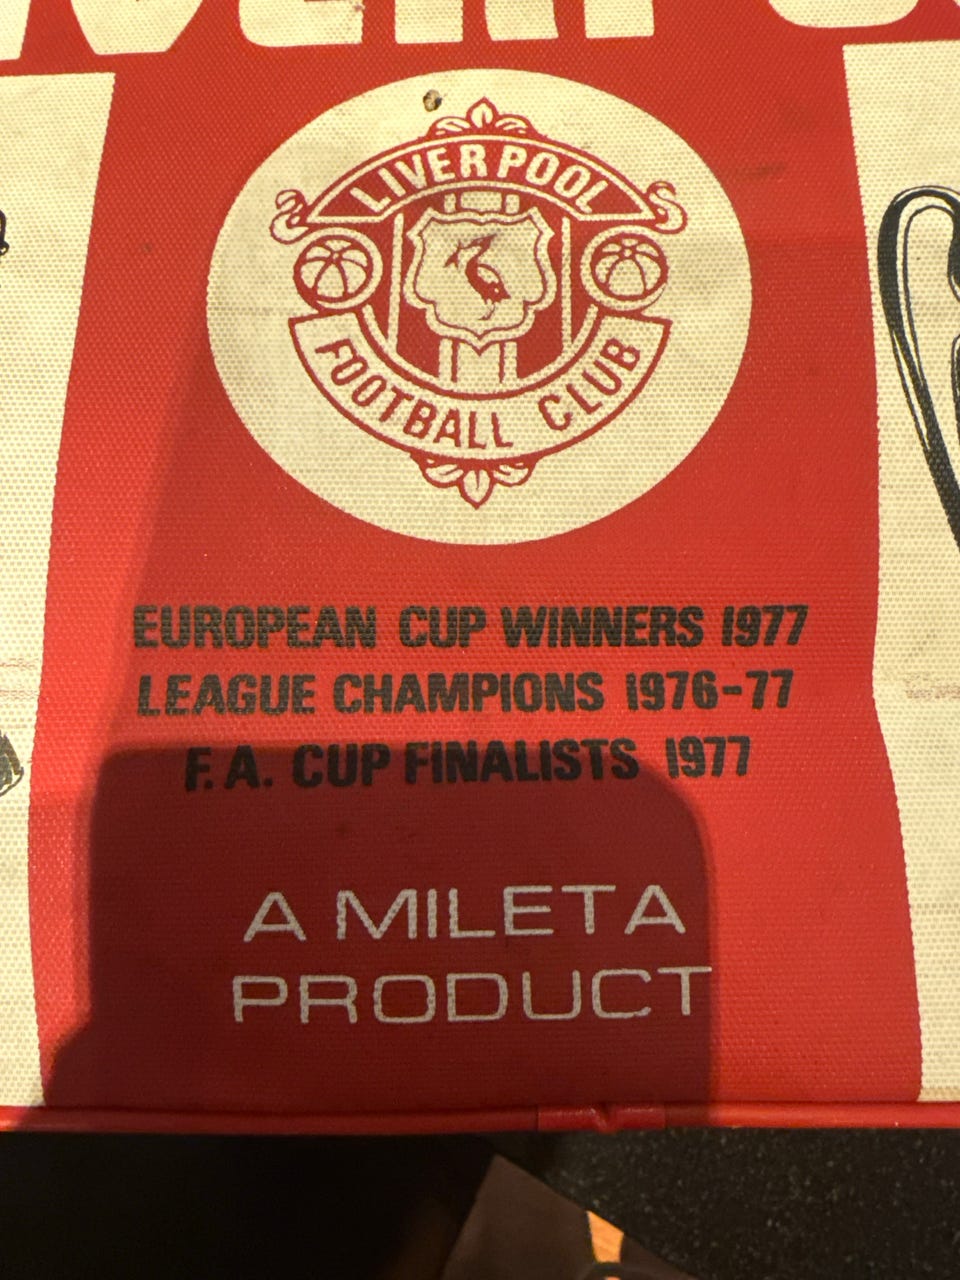 LIVERPOOL
FOOTBALL CLUB
EUROPEAN CUP WINNERS 1977
LEAGUE CHAMPIONS 1976-77
F.A. CUP FINALISTS 1977
A MILETA
PRODUCT